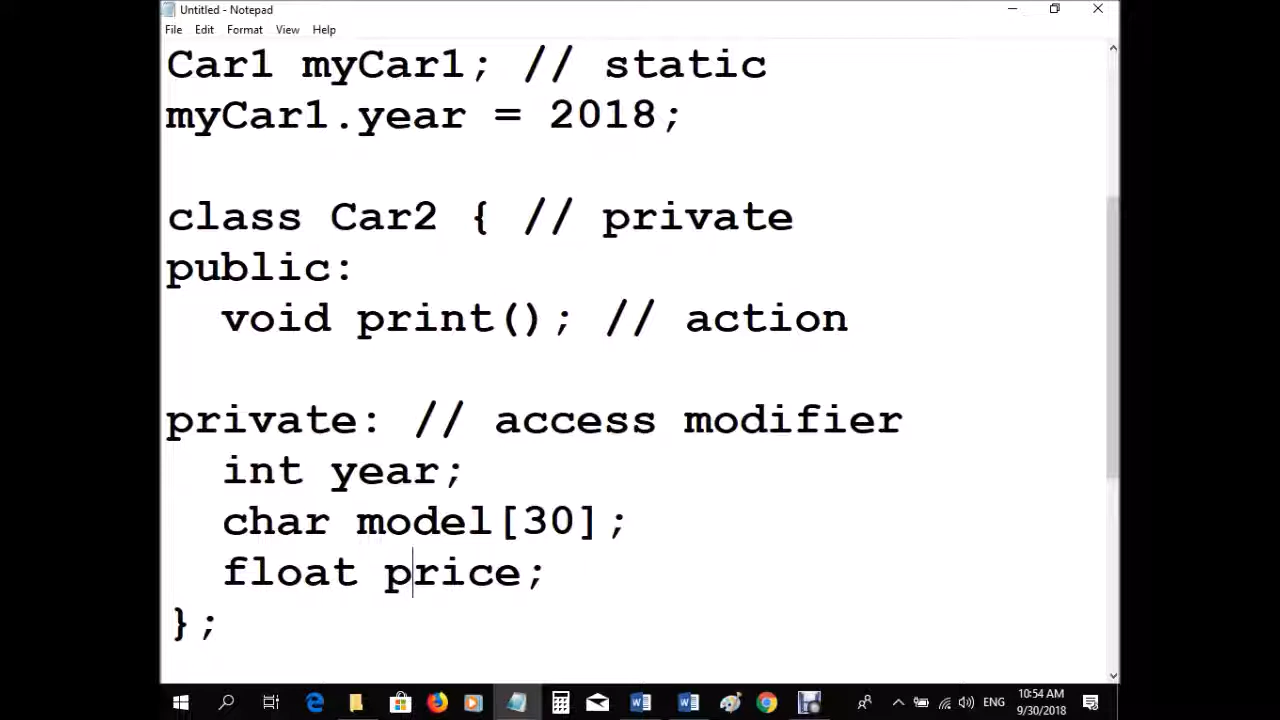 Untitled - Notepad
File Edit Format View Help
Car1 myCar1; // static
myCar1.year = 2018;
class Car2 { // private
public:
void print(); // action
private: // access modifier
int year;
char model[30];
float price;
};
ENG
10:54 AM
9/30/2018